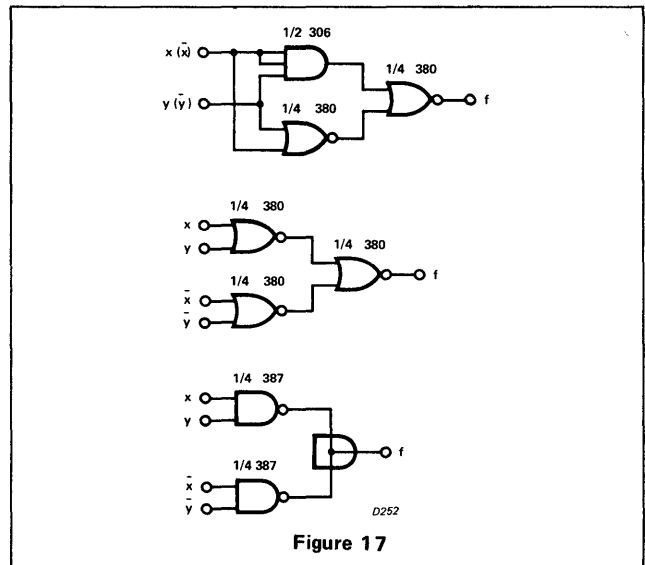 1/2 306
x (x̄)
1/4 380
y (ȳ)
f
1/4 380
1/4 380
x
y
1/4 380
f
1/4 380
x̄
ȳ
1/4 387
x
y
f
1/4 387
x̄
ȳ
D252
Figure 17